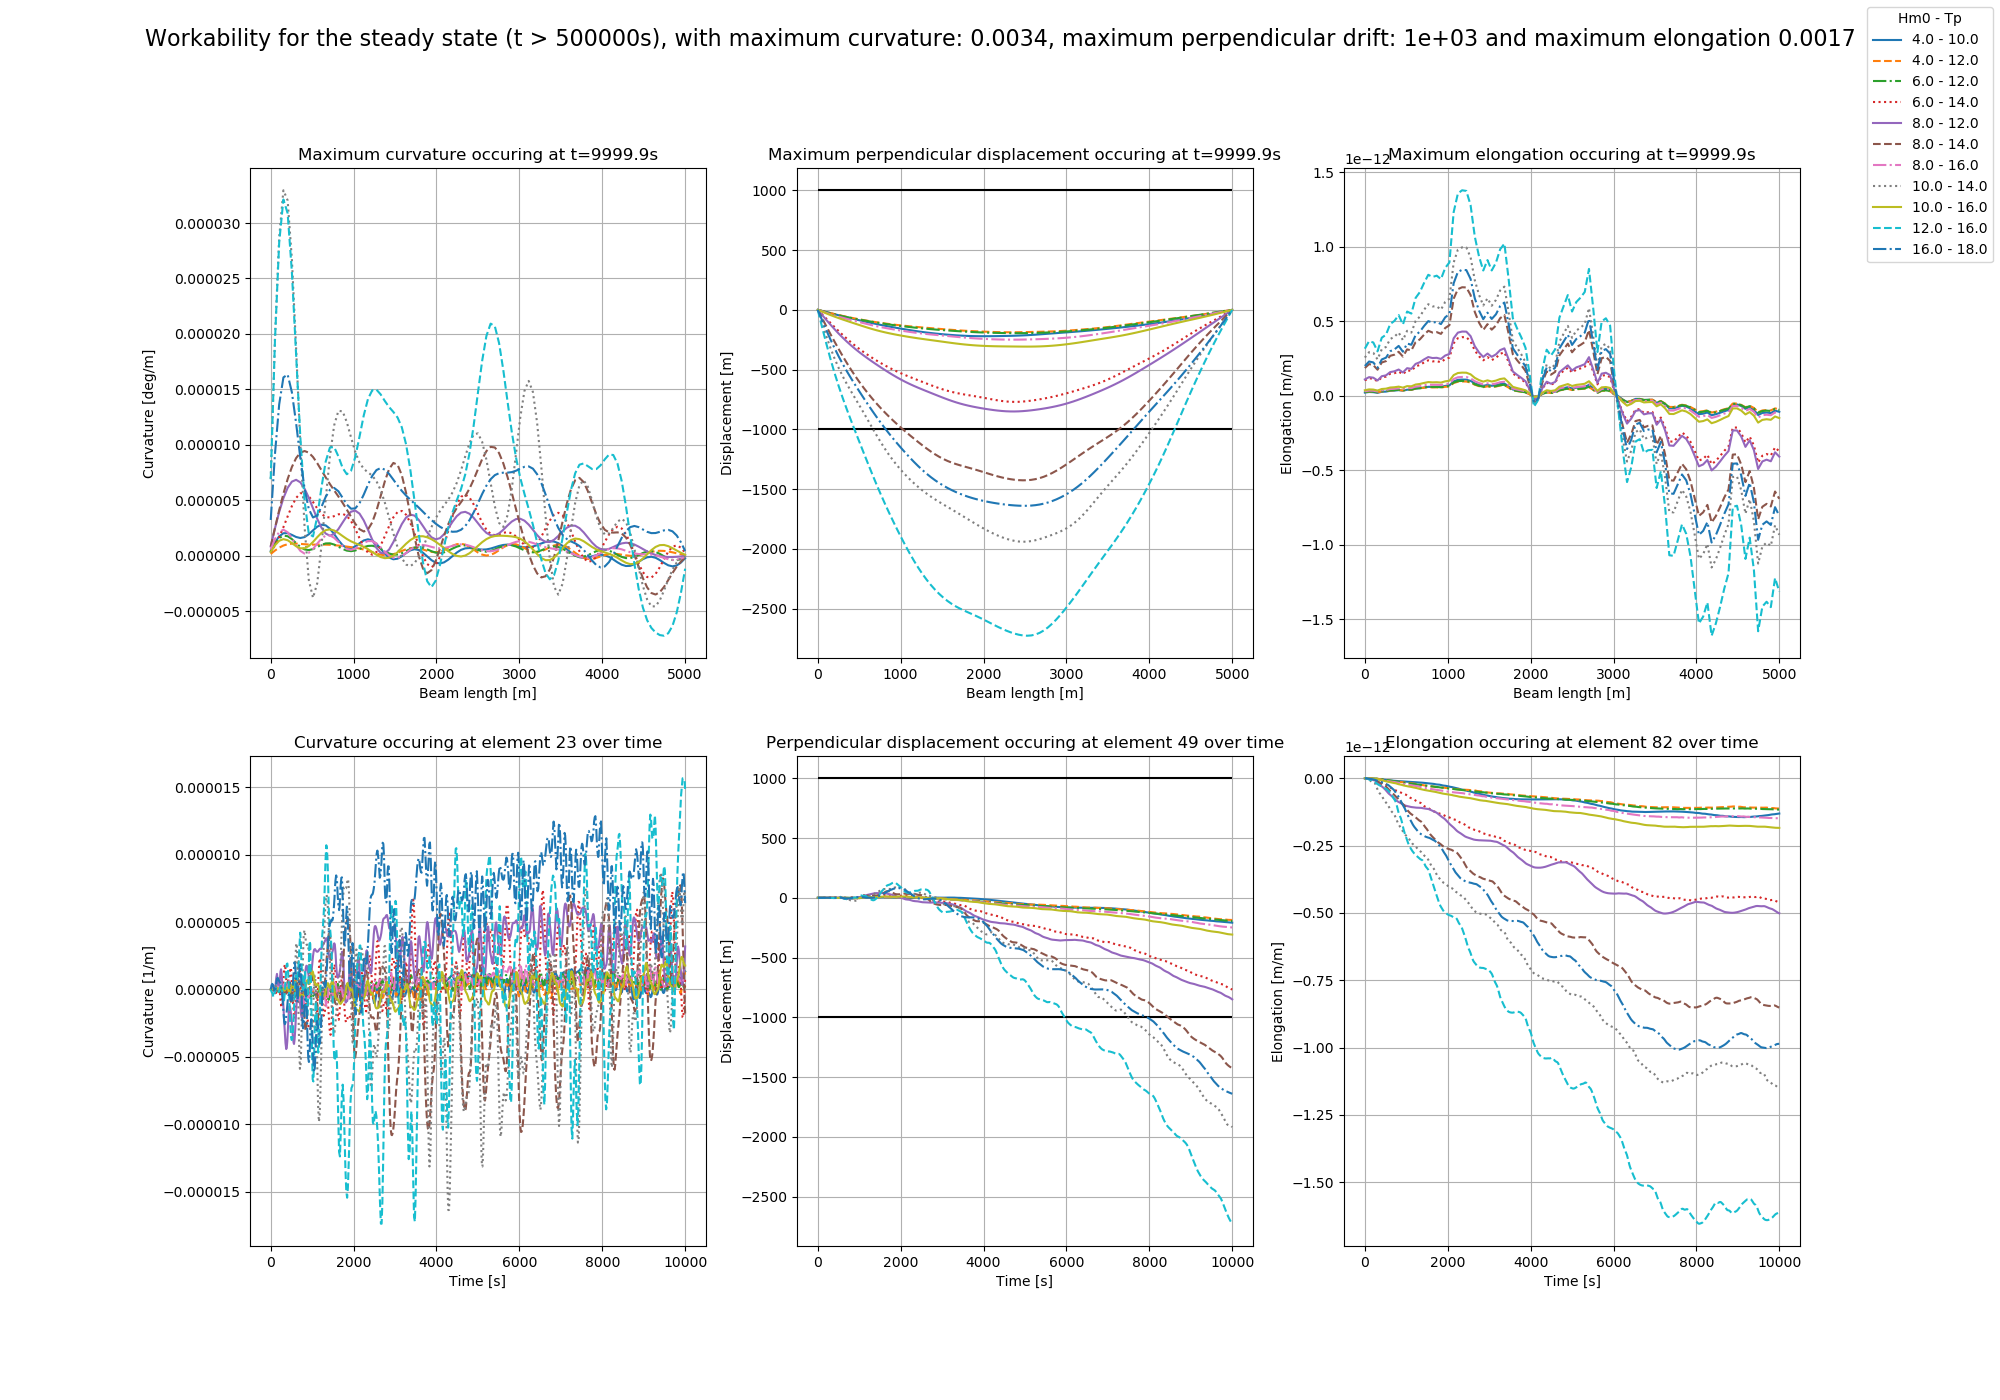 Workability for the steady state (t > 500000s), with maximum curvature: 0.0034, maximum perpendicular drift: 1e+03 and maximum elongation 0.0017
Hm0 - Tp
4.0 - 10.0
4.0 - 12.0
6.0 - 12.0
6.0 - 14.0
8.0 - 12.0
8.0 - 14.0
8.0 - 16.0
10.0 - 14.0
10.0 - 16.0
12.0 - 16.0
16.0 - 18.0
Maximum curvature occuring at t=9999.9s
Curvature [deg/m]
0.000030
0.000025
0.000020
0.000015
0.000010
0.000005
0.000000
−0.000005
0 1000 2000 3000 4000 5000
Beam length [m]
Maximum perpendicular displacement occuring at t=9999.9s
Displacement [m]
1000
500
0
−500
−1000
−1500
−2000
−2500
0 1000 2000 3000 4000 5000
Beam length [m]
Maximum elongation occuring at t=9999.9s
1e−12
Elongation [m/m]
1.5
1.0
0.5
0.0
−0.5
−1.0
−1.5
0 1000 2000 3000 4000 5000
Beam length [m]
Curvature occuring at element 23 over time
Curvature [1/m]
0.000015
0.000010
0.000005
0.000000
−0.000005
−0.000010
−0.000015
0 2000 4000 6000 8000 10000
Time [s]
Perpendicular displacement occuring at element 49 over time
Displacement [m]
1000
500
0
−500
−1000
−1500
−2000
−2500
0 2000 4000 6000 8000 10000
Time [s]
Elongation occuring at element 82 over time
1e−12
Elongation [m/m]
0.00
−0.25
−0.50
−0.75
−1.00
−1.25
−1.50
0 2000 4000 6000 8000 10000
Time [s]